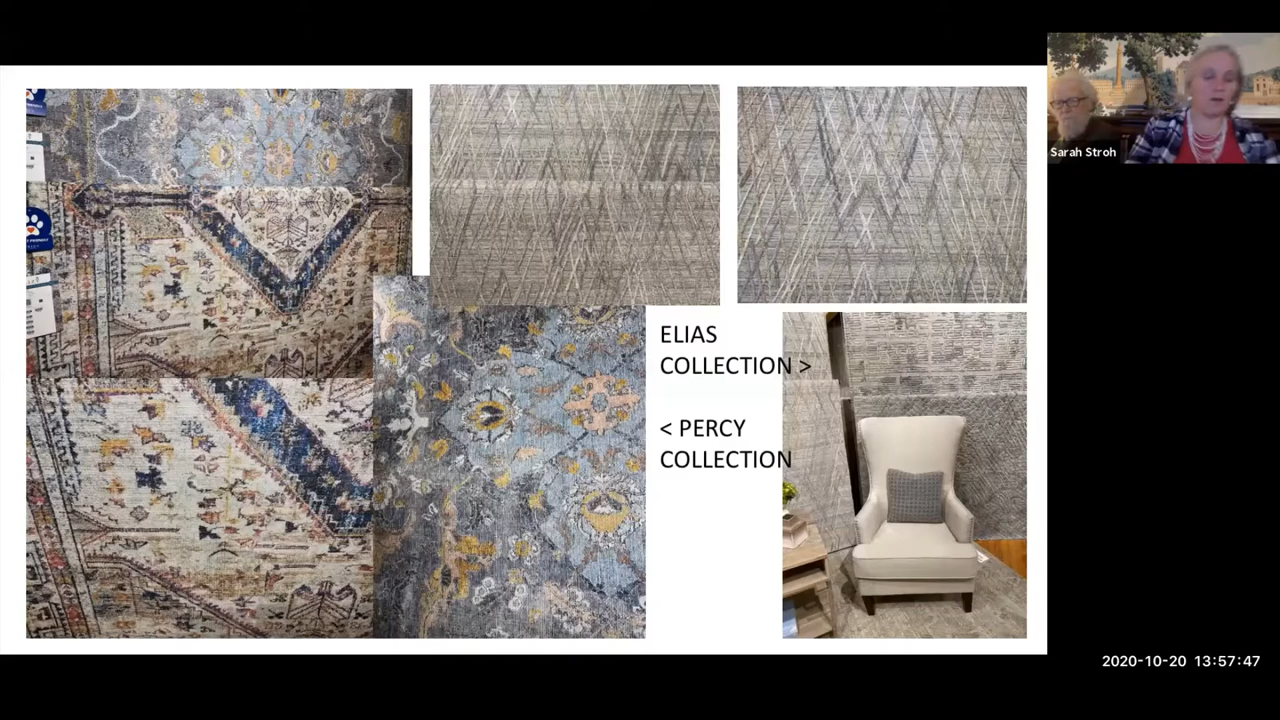 Sarah Stroh
ELIAS
COLLECTION >
< PERCY
COLLECTION
2020-10-20 13:57:47